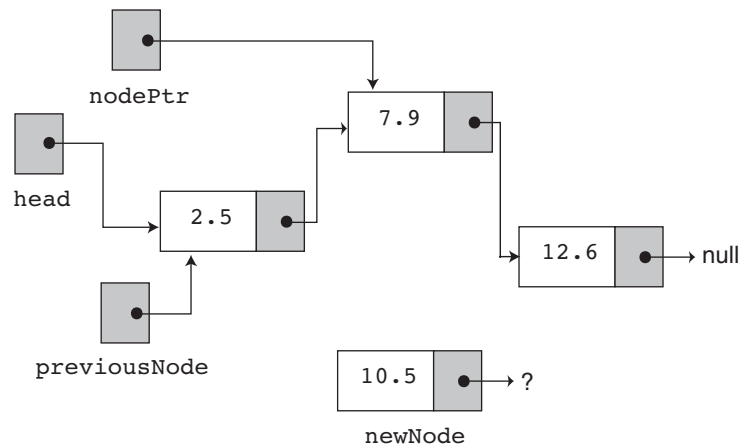 nodePtr
7.9
head
2.5
12.6
null
previousNode
10.5
?
newNode